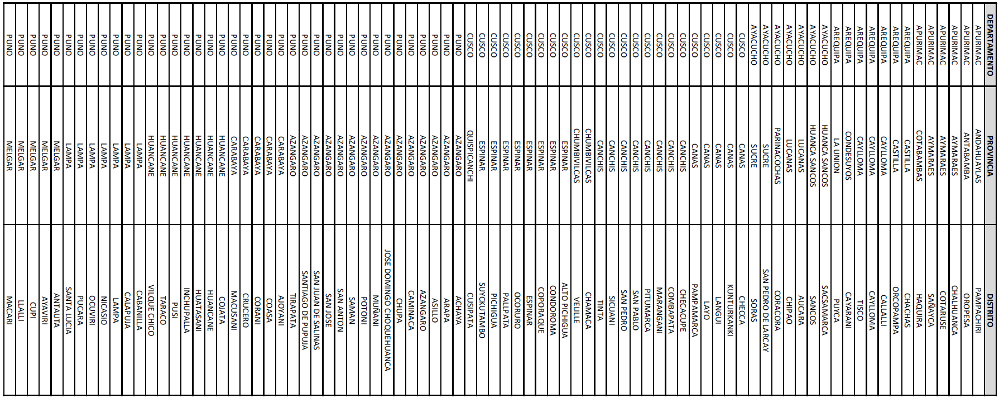 DEPARTAMENTO PROVINCIA DISTRITO
APURIMAC ANDAHUAYLAS PAMPACHIRI
APURIMAC ANTABAMBA OROPESA
APURIMAC AYMARAES CHALHUANCA
APURIMAC AYMARAES COTARUSE
APURIMAC AYMARAES SAÑAYCA
APURIMAC COTABAMBAS HAQUIRA
AREQUIPA CASTILLA CHACHAS
AREQUIPA CASTILLA ORCOPAMPA
AREQUIPA CAYLLOMA CALLALLI
AREQUIPA CAYLLOMA CAYLLOMA
AREQUIPA CAYLLOMA TISCO
AREQUIPA CONDESUYOS CAYARANI
AREQUIPA LA UNION PUYCA
AYACUCHO HUANCA SANCOS SACSAMARCA
AYACUCHO HUANCA SANCOS SANCOS
AYACUCHO LUCANAS AUCARA
AYACUCHO LUCANAS CHIPAO
AYACUCHO PARINACOCHAS CORACORA
AYACUCHO SUCRE SAN PEDRO DE LARCAY
AYACUCHO SUCRE SORAS
CUSCO CANAS CHECCA
CUSCO CANAS KUNTURKANKI
CUSCO CANAS LANGUI
CUSCO CANAS LAYO
CUSCO CANAS PAMPAMARCA
CUSCO CANCHIS CHECACUPE
CUSCO CANCHIS COMBAPATA
CUSCO CANCHIS MARANGANI
CUSCO CANCHIS PITUMARCA
CUSCO CANCHIS SAN PABLO
CUSCO CANCHIS SAN PEDRO
CUSCO CANCHIS SICUANI
CUSCO CANCHIS TINTA
CUSCO CHUMBIVILCAS CHAMACA
CUSCO CHUMBIVILCAS VELILLE
CUSCO ESPINAR ALTO PICHIGUA
CUSCO ESPINAR CONDOROMA
CUSCO ESPINAR COPORAQUE
CUSCO ESPINAR ESPINAR
CUSCO ESPINAR OCORURO
CUSCO ESPINAR PALLPATA
CUSCO ESPINAR PICHIGUA
CUSCO ESPINAR SUYCKUTAMBO
CUSCO QUISPICANCHI CUSIPATA
PUNO AZANGARO ACHAYA
PUNO AZANGARO ARAPA
PUNO AZANGARO ASILLO
PUNO AZANGARO AZANGARO
PUNO AZANGARO CAMINACA
PUNO AZANGARO CHUPA
PUNO AZANGARO JOSE DOMINGO CHOQUEHUANCA
PUNO AZANGARO MUÑANI
PUNO AZANGARO POTONI
PUNO AZANGARO SAMAN
PUNO AZANGARO SAN ANTON
PUNO AZANGARO SAN JOSE
PUNO AZANGARO SAN JUAN DE SALINAS
PUNO AZANGARO SANTIAGO DE PUPUJA
PUNO AZANGARO TIRAPATA
PUNO CARABAYA AJOYANI
PUNO CARABAYA COASA
PUNO CARABAYA CORANI
PUNO CARABAYA CRUCERO
PUNO CARABAYA MACUSANI
PUNO HUANCANE COJATA
PUNO HUANCANE HUANCANE
PUNO HUANCANE HUATASANI
PUNO HUANCANE INCHUPALLA
PUNO HUANCANE PUSI
PUNO HUANCANE TARACO
PUNO HUANCANE VILQUE CHICO
PUNO LAMPA CABANILLA
PUNO LAMPA CALAPUJA
PUNO LAMPA LAMPA
PUNO LAMPA NICASIO
PUNO LAMPA OCUVIRI
PUNO LAMPA PUCARA
PUNO LAMPA SANTA LUCIA
PUNO MELGAR ANTAUTA
PUNO MELGAR AYAVIRI
PUNO MELGAR CUPI
PUNO MELGAR LLALLI
PUNO MELGAR MACARI